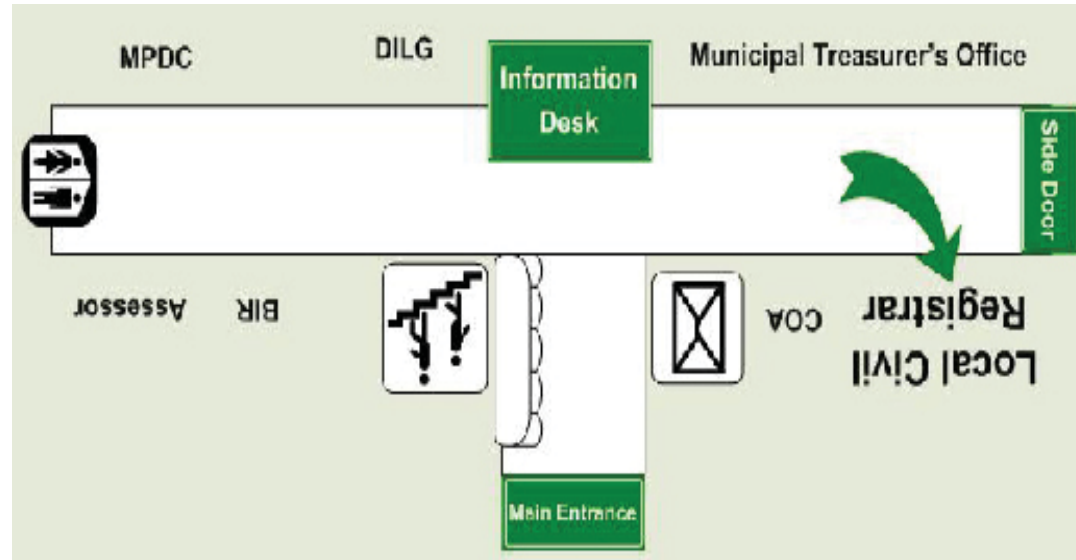 MPDC
DILG
Information
Desk
Municipal Treasurer's Office
Side Door
Assessor
BIR
COA
Local Civil
Registrar
Main Entrance